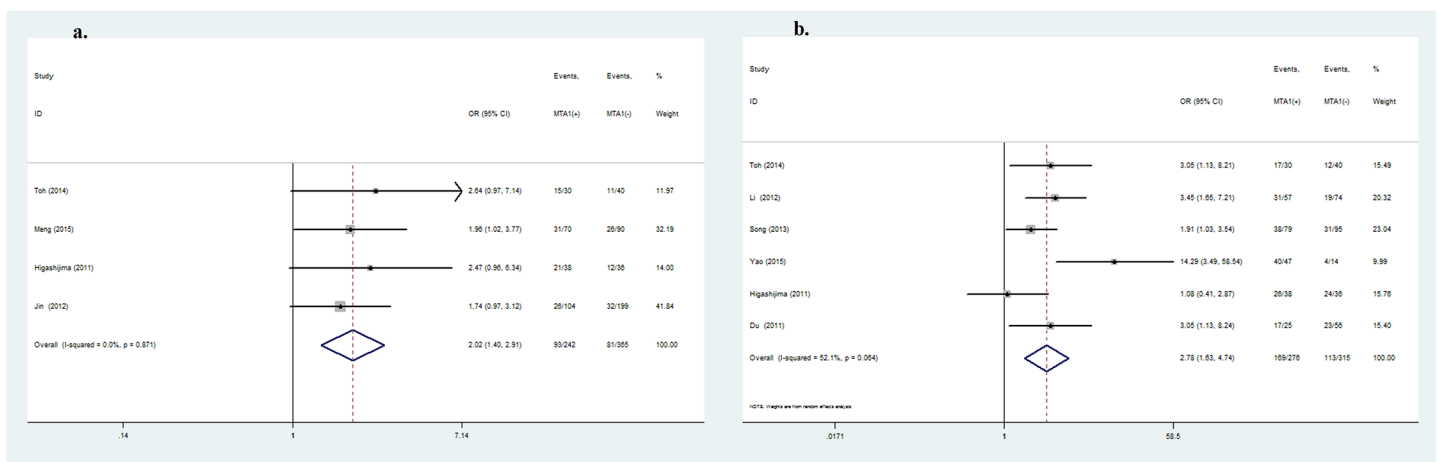 a.
Study Events, Events, %
ID OR (95% CI) MTA1(+) MTA1(-) Weight
Toh (2014) 2.64 (0.97, 7.14) 15/30 11/40 11.97
Meng (2015) 1.96 (1.02, 3.77) 31/70 26/90 32.19
Higashijima (2011) 2.47 (0.96, 6.34) 21/38 12/36 14.00
Jin (2012) 1.74 (0.97, 3.12) 26/104 32/199 41.84
Overall (I-squared = 0.0%, p = 0.871) 2.02 (1.40, 2.91) 93/242 81/365 100.00
.14 1 7.14
b.
Study Events, Events, %
ID OR (95% CI) MTA1(+) MTA1(-) Weight
Toh (2014) 3.05 (1.13, 8.21) 17/30 12/40 15.49
Li (2012) 3.45 (1.65, 7.21) 31/57 19/74 20.32
Song (2013) 1.91 (1.03, 3.54) 38/79 31/95 23.04
Yao (2015) 14.29 (3.49, 58.54) 40/47 4/14 9.99
Higashijima (2011) 1.08 (0.41, 2.87) 26/38 24/36 15.76
Du (2011) 3.05 (1.13, 8.24) 17/25 23/56 15.40
Overall (I-squared = 52.1%, p = 0.064) 2.78 (1.63, 4.74) 169/276 113/315 100.00
NOTE: Weights are from random effects analysis
.0171 1 58.5